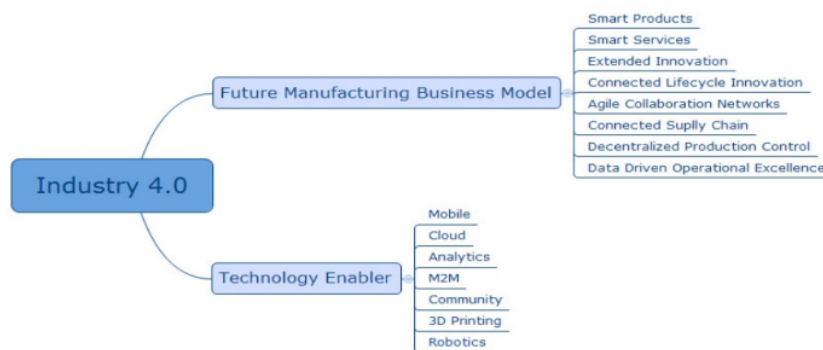 Industry 4.0
Future Manufacturing Business Model
Smart Products
Smart Services
Extended Innovation
Connected Lifecycle Innovation
Agile Collaboration Networks
Connected Suplly Chain
Decentralized Production Control
Data Driven Operational Excellence
Technology Enabler
Mobile
Cloud
Analytics
M2M
Community
3D Printing
Robotics